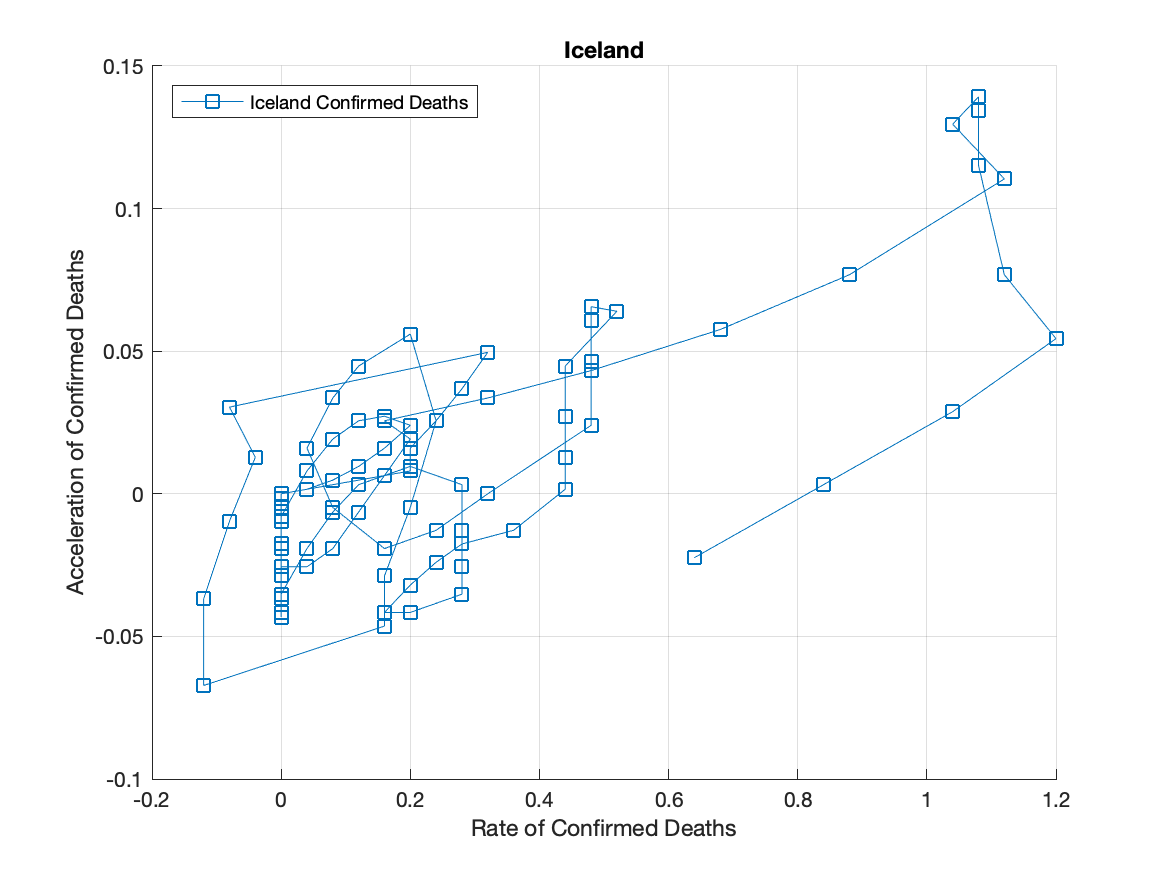 Iceland
Iceland Confirmed Deaths
0.15
0.1
0.05
0
-0.05
-0.1
Acceleration of Confirmed Deaths
-0.2 0 0.2 0.4 0.6 0.8 1 1.2
Rate of Confirmed Deaths